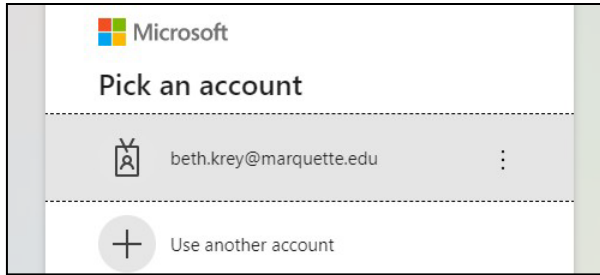 Microsoft
Pick an account
beth.krey@marquette.edu
Use another account